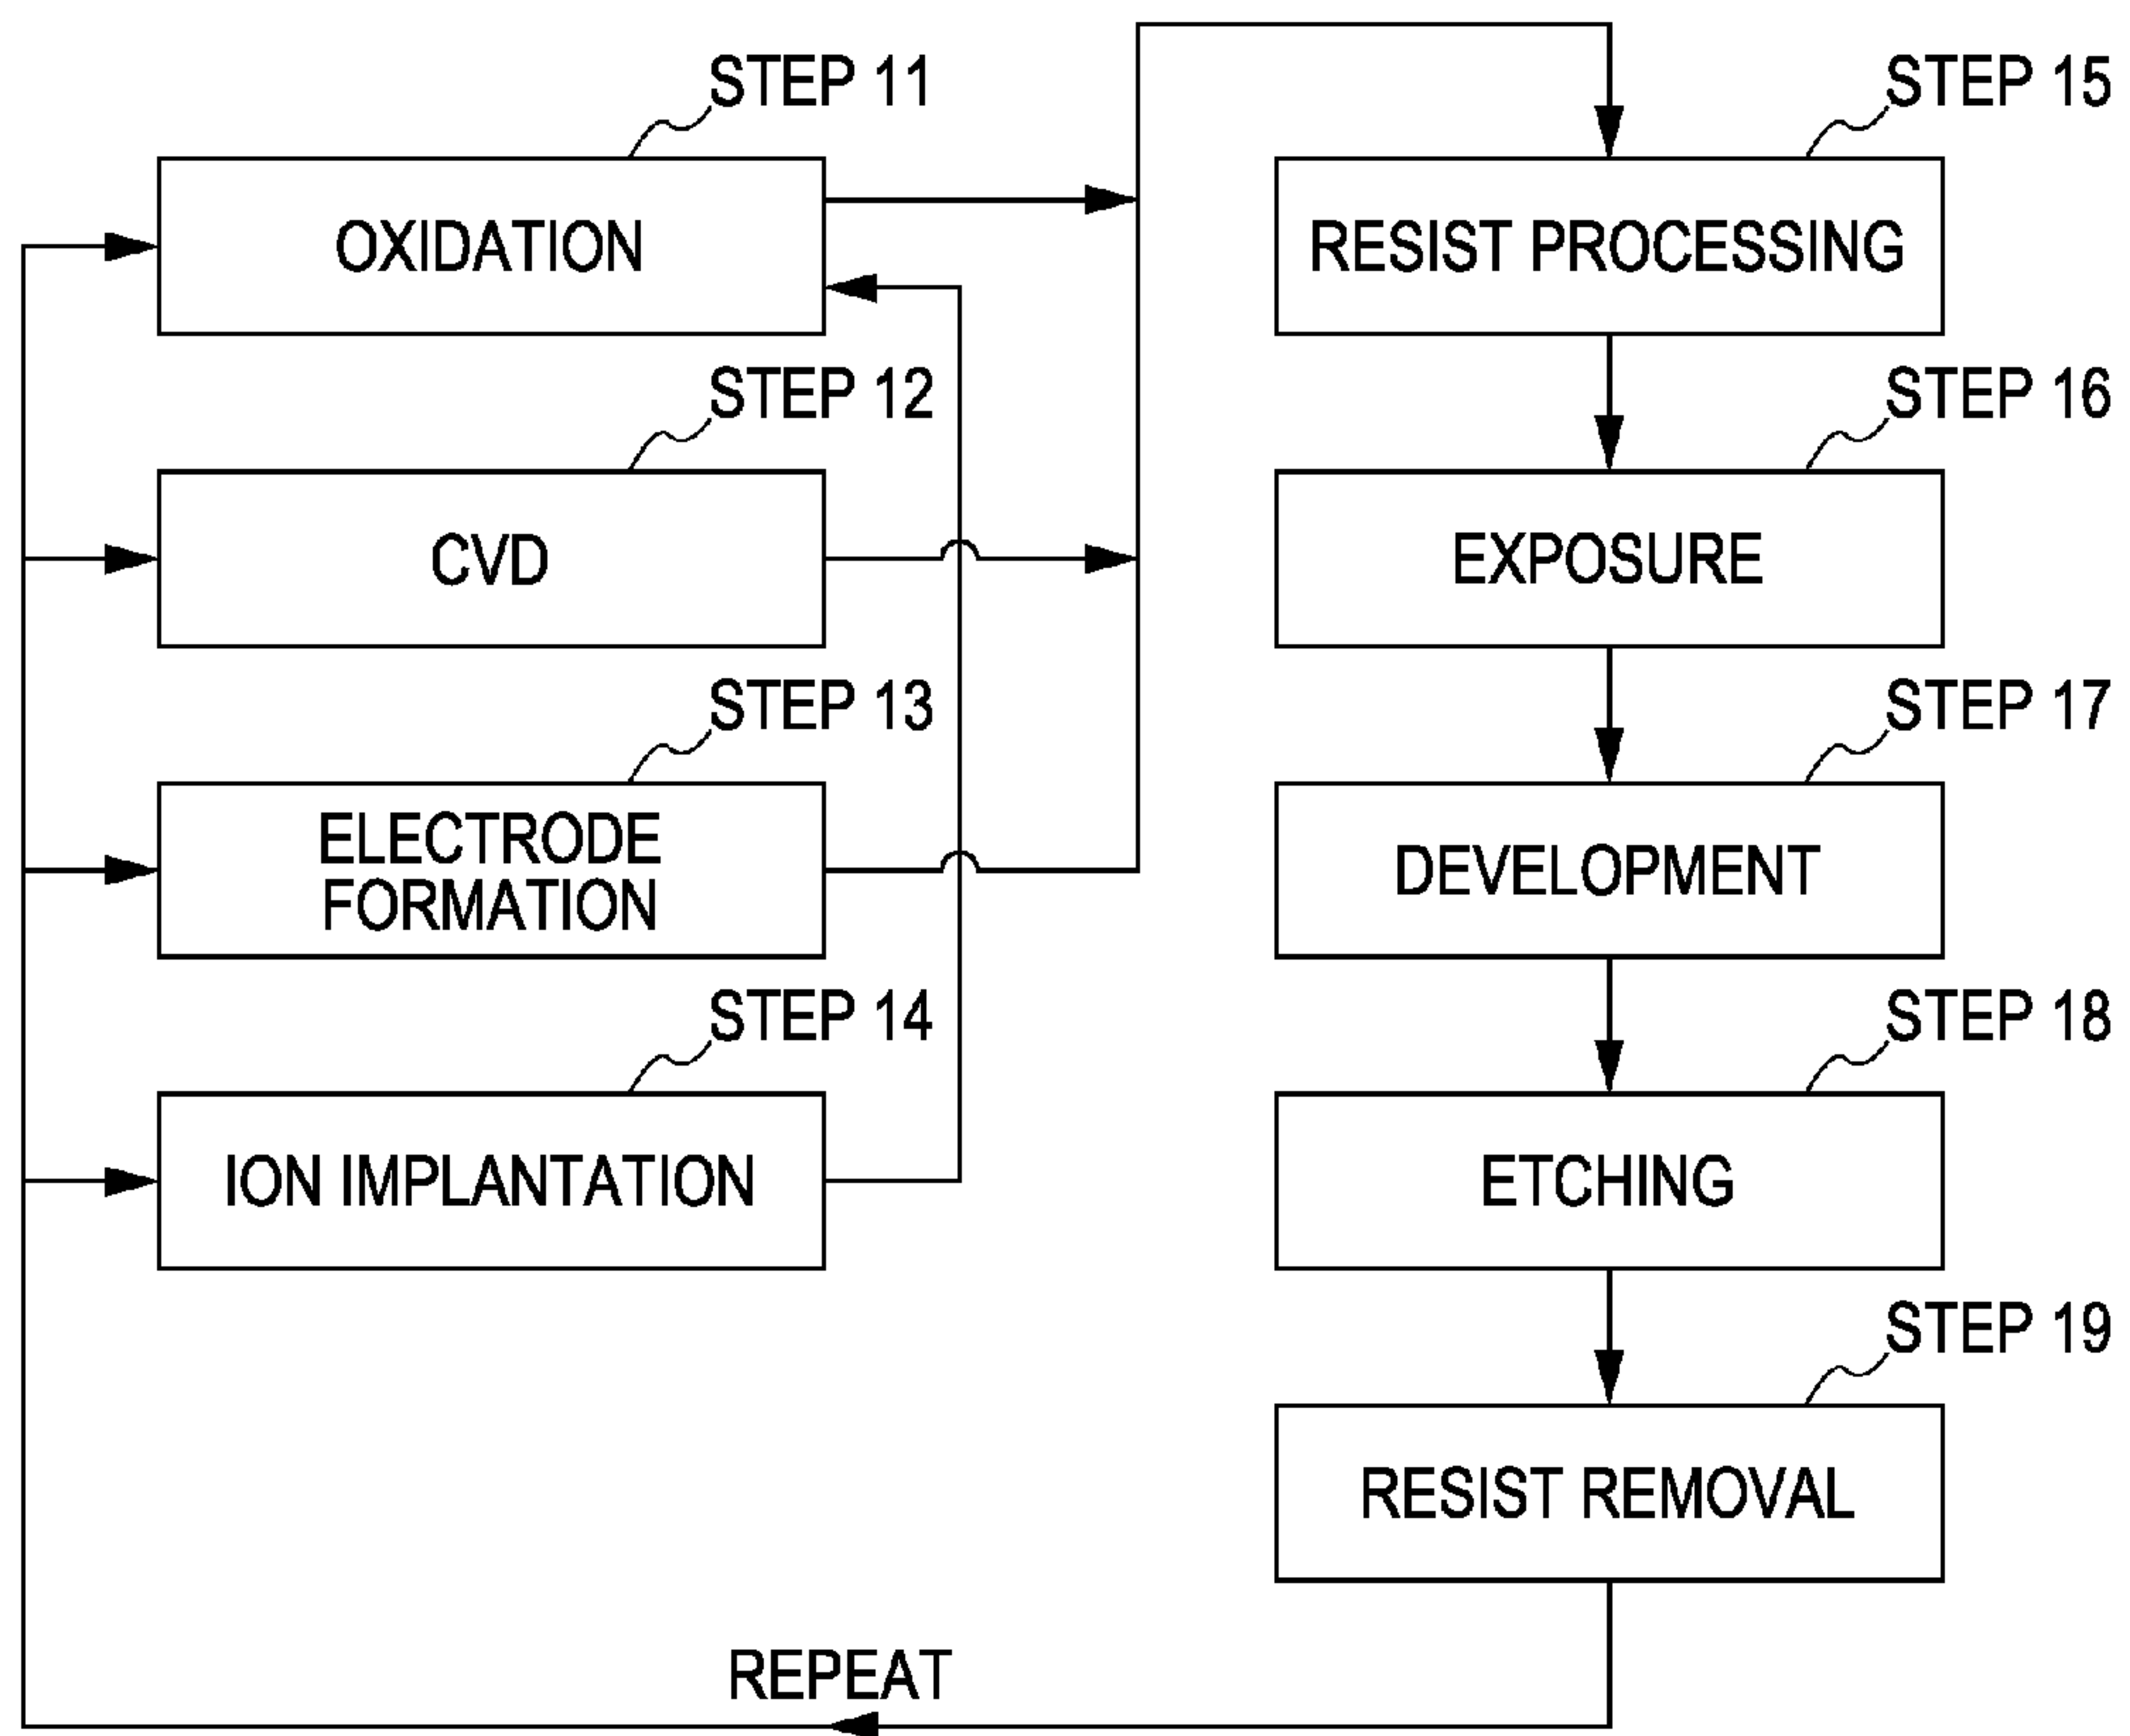 STEP 11
OXIDATION
STEP 12
CVD
STEP 13
ELECTRODE
FORMATION
STEP 14
ION IMPLANTATION
STEP 15
RESIST PROCESSING
STEP 16
EXPOSURE
STEP 17
DEVELOPMENT
STEP 18
ETCHING
STEP 19
RESIST REMOVAL
REPEAT